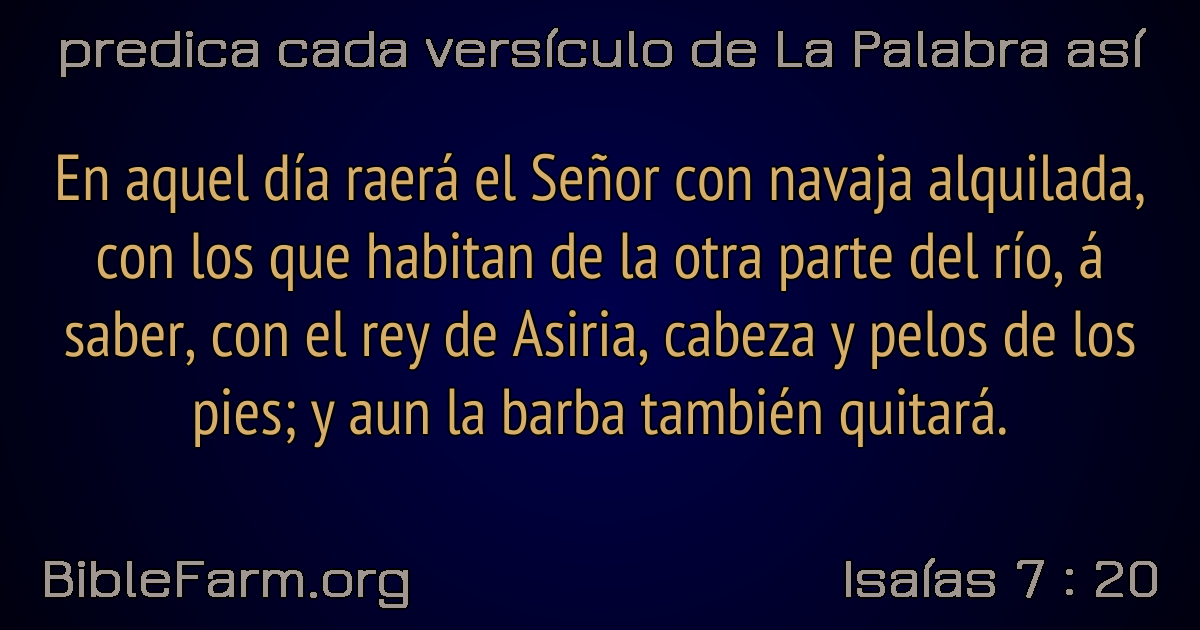 predica cada versículo de La Palabra así
En aquel día raerá el Señor con navaja alquilada,
con los que habitan de la otra parte del río, á
saber, con el rey de Asiria, cabeza y pelos de los
pies; y aun la barba también quitará.
BibleFarm.org
Isaías 7 : 20